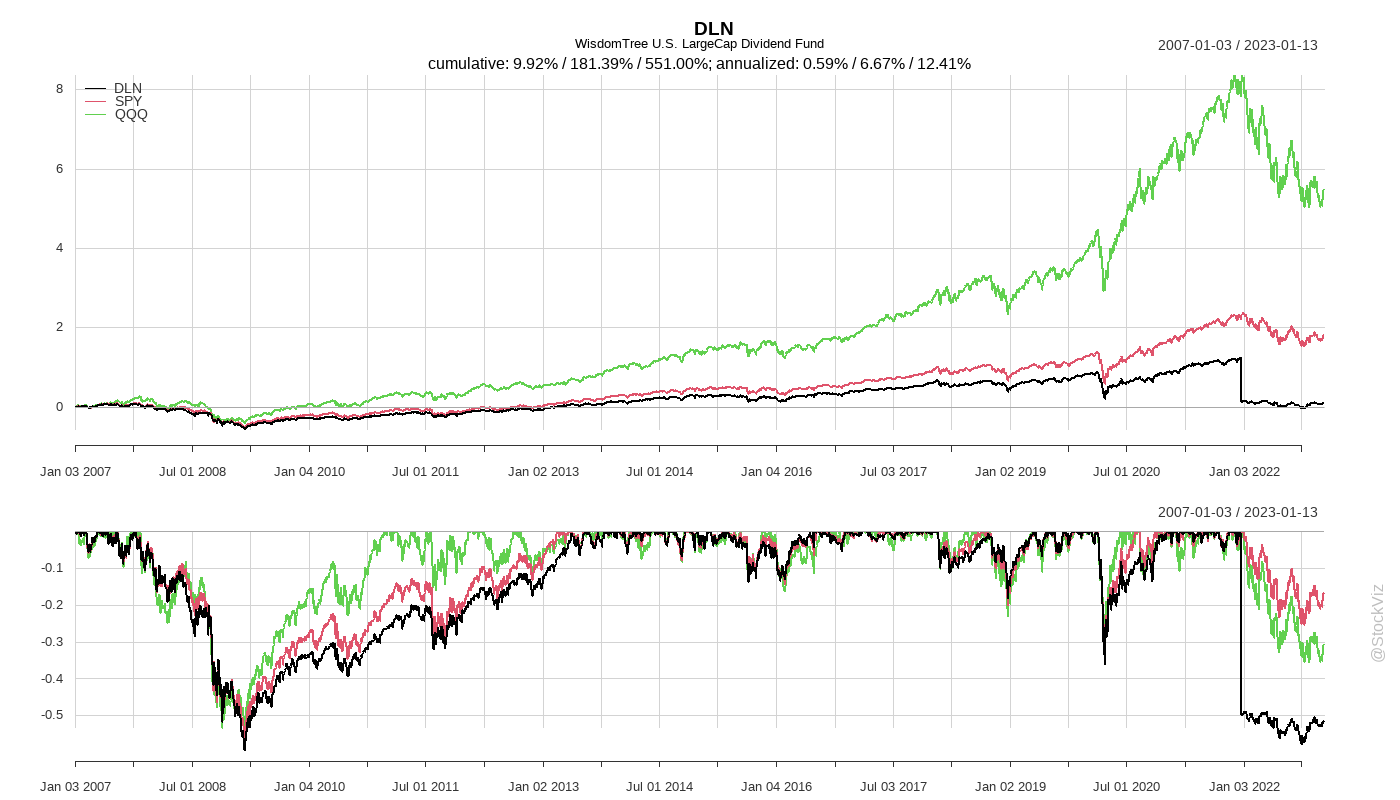 DLN
WisdomTree U.S. LargeCap Dividend Fund
2007-01-03 / 2023-01-13
cumulative: 9.92% / 181.39% / 551.00%; annualized: 0.59% / 6.67% / 12.41%
DLN
SPY
QQQ
8
6
4
2
0
Jan 03 2007 Jul 01 2008 Jan 04 2010 Jul 01 2011 Jan 02 2013 Jul 01 2014 Jan 04 2016 Jul 03 2017 Jan 02 2019 Jul 01 2020 Jan 03 2022
2007-01-03 / 2023-01-13
-0.1
-0.2
-0.3
-0.4
-0.5
Jan 03 2007 Jul 01 2008 Jan 04 2010 Jul 01 2011 Jan 02 2013 Jul 01 2014 Jan 04 2016 Jul 03 2017 Jan 02 2019 Jul 01 2020 Jan 03 2022
@StockViz